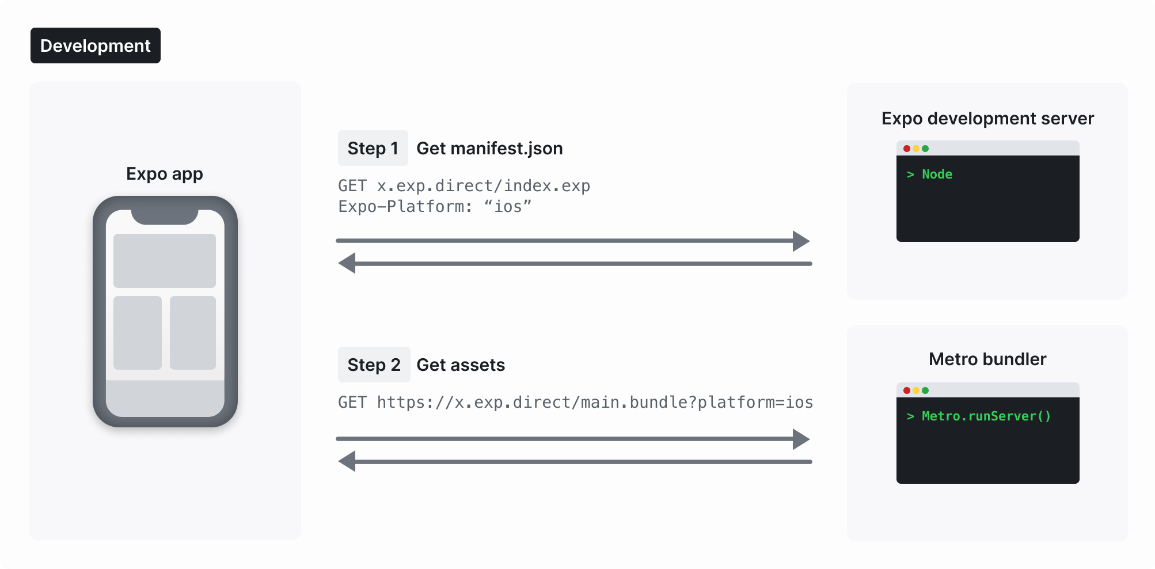 Development
Expo app
Step 1 Get manifest.json
GET x.exp.direct/index.exp
Expo-Platform: “ios”
Step 2 Get assets
GET https://x.exp.direct/main.bundle?platform=ios
Expo development server
> Node
Metro bundler
> Metro.runServer()